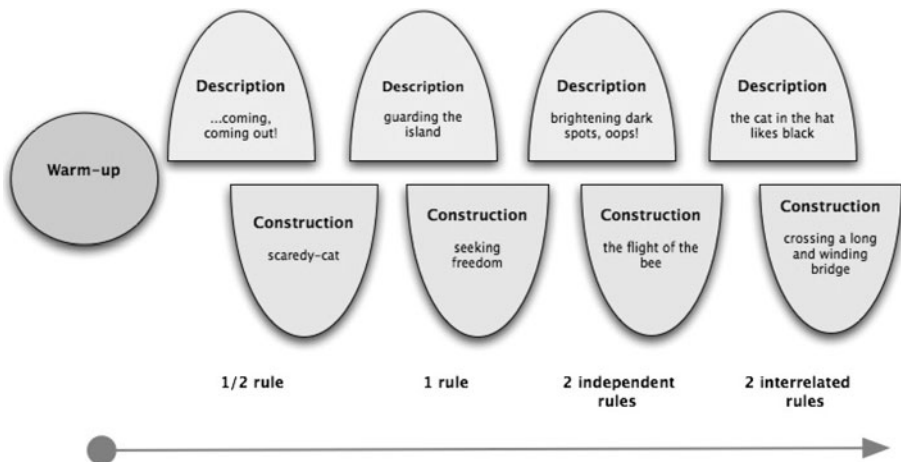 Warm-up
Description
...coming,
coming out!
Description
guarding the
island
Description
brightening dark
spots, oops!
Description
the cat in the hat
likes black
Construction
scaredy-cat
Construction
seeking
freedom
Construction
the flight of the
bee
Construction
crossing a long
and winding
bridge
1/2 rule
1 rule
2 independent
rules
2 interrelated
rules